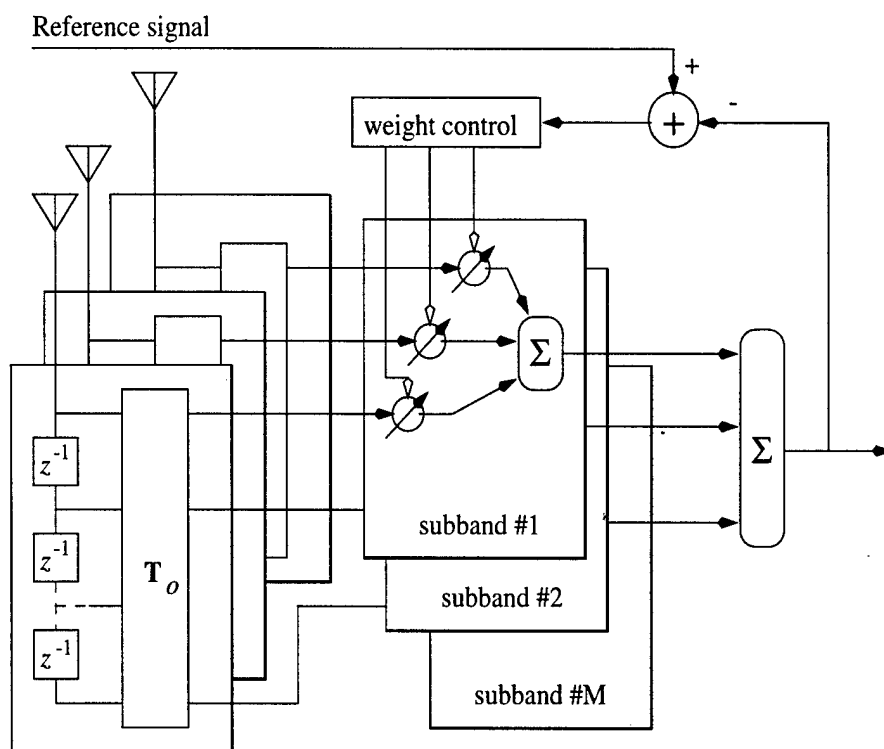 Reference signal
+
-
weight control
+
Σ
Σ
z⁻¹
subband #1
z⁻¹
T_o
subband #2
z⁻¹
subband #M